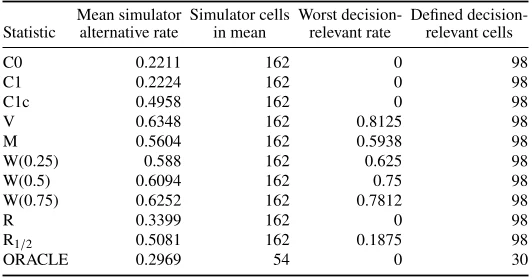 Statistic Mean simulator alternative rate Simulator cells in mean Worst decision-relevant rate Defined decision-relevant cells
C0 0.2211 162 0 98
C1 0.2224 162 0 98
C1c 0.4958 162 0 98
V 0.6348 162 0.8125 98
M 0.5604 162 0.5938 98
W(0.25) 0.588 162 0.625 98
W(0.5) 0.6094 162 0.75 98
W(0.75) 0.6252 162 0.7812 98
R 0.3399 162 0 98
R1/2 0.5081 162 0.1875 98
ORACLE 0.2969 54 0 30